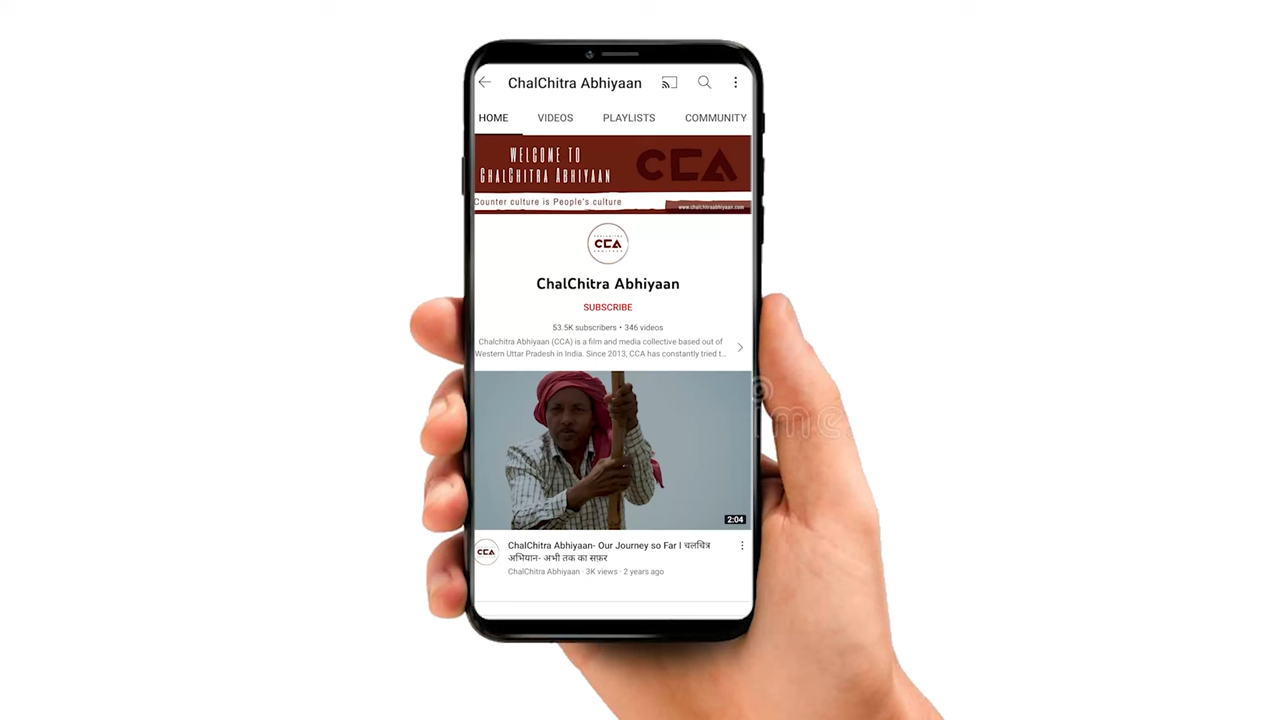 ChalChitra Abhiyaan
HOME VIDEOS PLAYLISTS COMMUNITY
WELCOME TO
CHALCHITRA ABHIYAAN
CCA
Counter culture is People's culture
www.chalchitraabhiyaan.com
CCA
ChalChitra Abhiyaan
SUBSCRIBE
53.5K subscribers • 346 videos
Chalchitra Abhiyaan (CCA) is a film and media collective based out of
Western Uttar Pradesh in India. Since 2013, CCA has constantly tried t...
2:04
CCA
ChalChitra Abhiyaan- Our Journey so Far I चलचित्र
अभियान- अभी तक का सफ़र
ChalChitra Abhiyaan · 3K views · 2 years ago